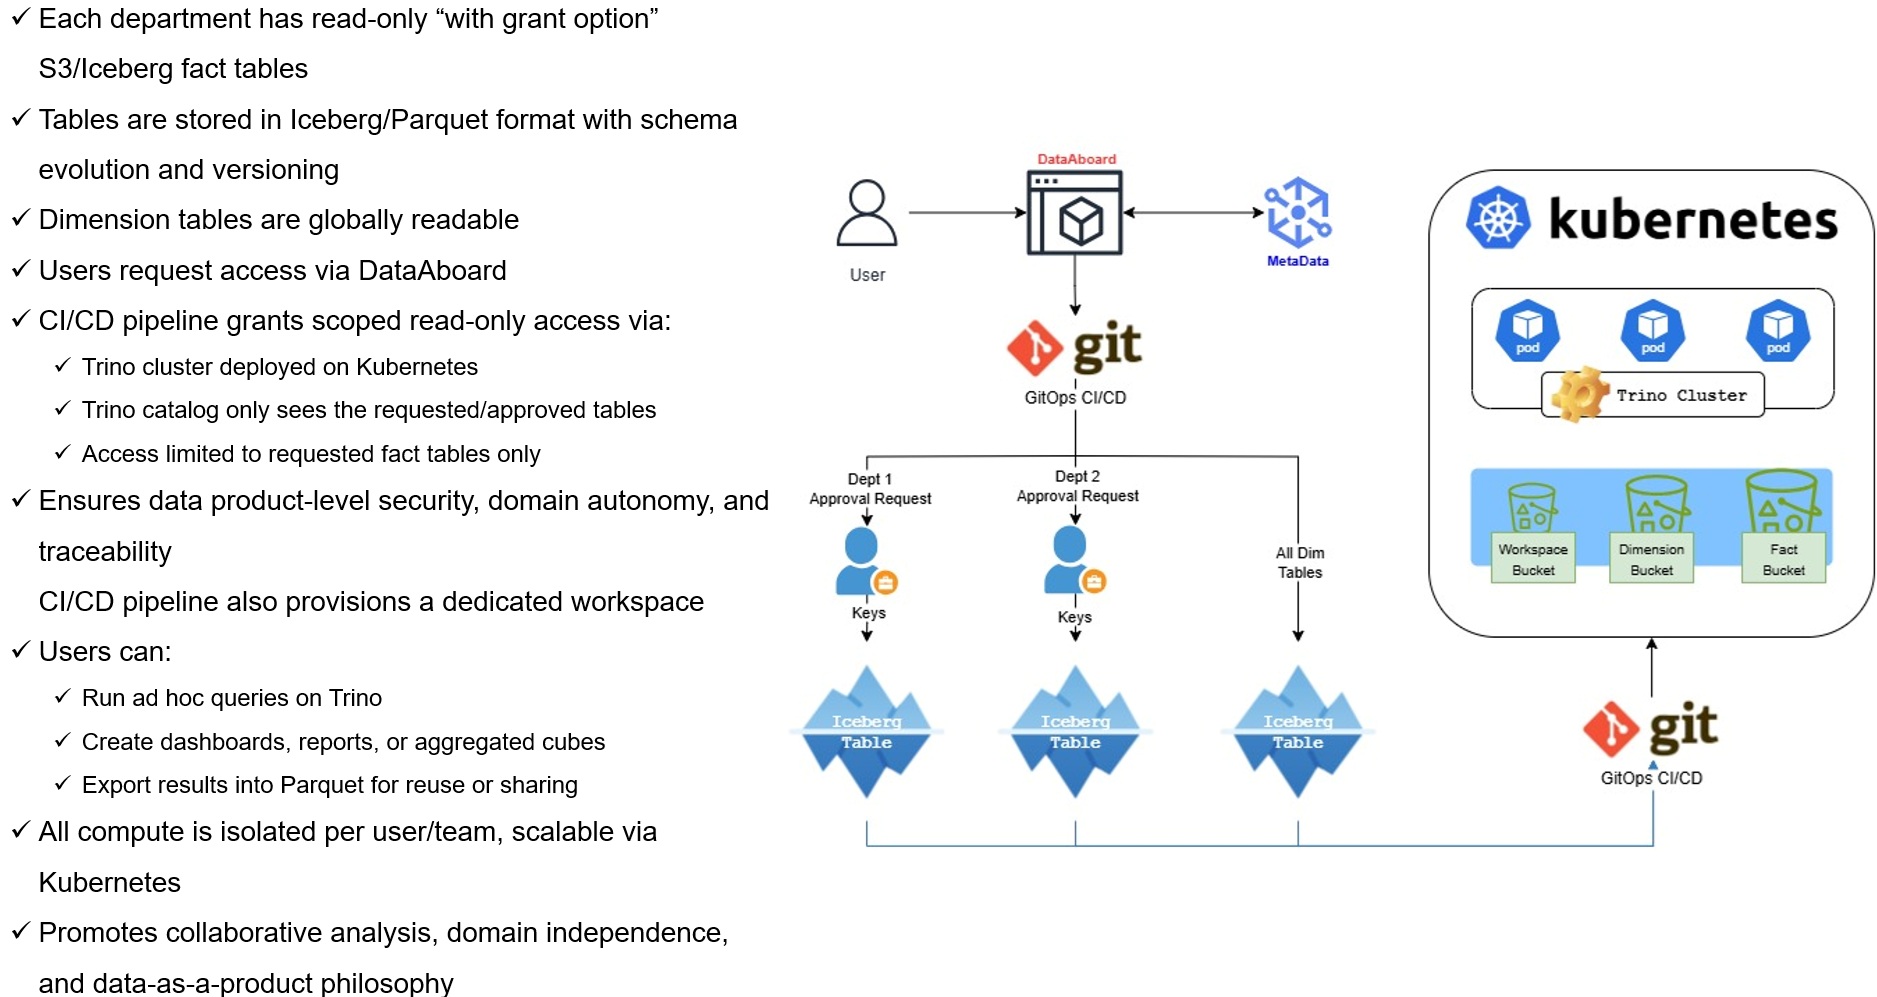 ✓ Each department has read-only “with grant option”
S3/Iceberg fact tables
✓ Tables are stored in Iceberg/Parquet format with schema
evolution and versioning
✓ Dimension tables are globally readable
✓ Users request access via DataAboard
✓ CI/CD pipeline grants scoped read-only access via:
✓ Trino cluster deployed on Kubernetes
✓ Trino catalog only sees the requested/approved tables
✓ Access limited to requested fact tables only
✓ Ensures data product-level security, domain autonomy, and
traceability
CI/CD pipeline also provisions a dedicated workspace
✓ Users can:
✓ Run ad hoc queries on Trino
✓ Create dashboards, reports, or aggregated cubes
✓ Export results into Parquet for reuse or sharing
✓ All compute is isolated per user/team, scalable via
Kubernetes
✓ Promotes collaborative analysis, domain independence,
and data-as-a-product philosophy
DataAboard
User
MetaData
git
GitOps CI/CD
Dept 1
Approval Request
Dept 2
Approval Request
All Dim
Tables
Keys
Keys
Iceberg
Table
Iceberg
Table
Iceberg
Table
kubernetes
pod
pod
pod
Trino Cluster
Workspace
Bucket
Dimension
Bucket
Fact
Bucket
git
GitOps CI/CD